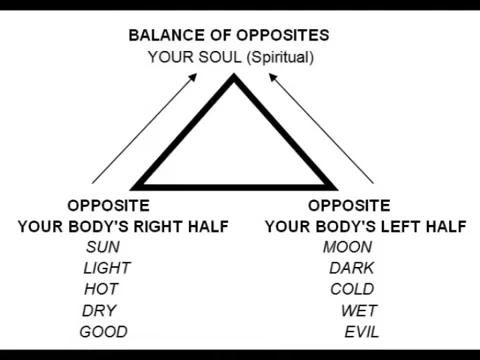 BALANCE OF OPPOSITES
YOUR SOUL (Spiritual)
OPPOSITE
YOUR BODY'S RIGHT HALF
SUN
LIGHT
HOT
DRY
GOOD
OPPOSITE
YOUR BODY'S LEFT HALF
MOON
DARK
COLD
WET
EVIL